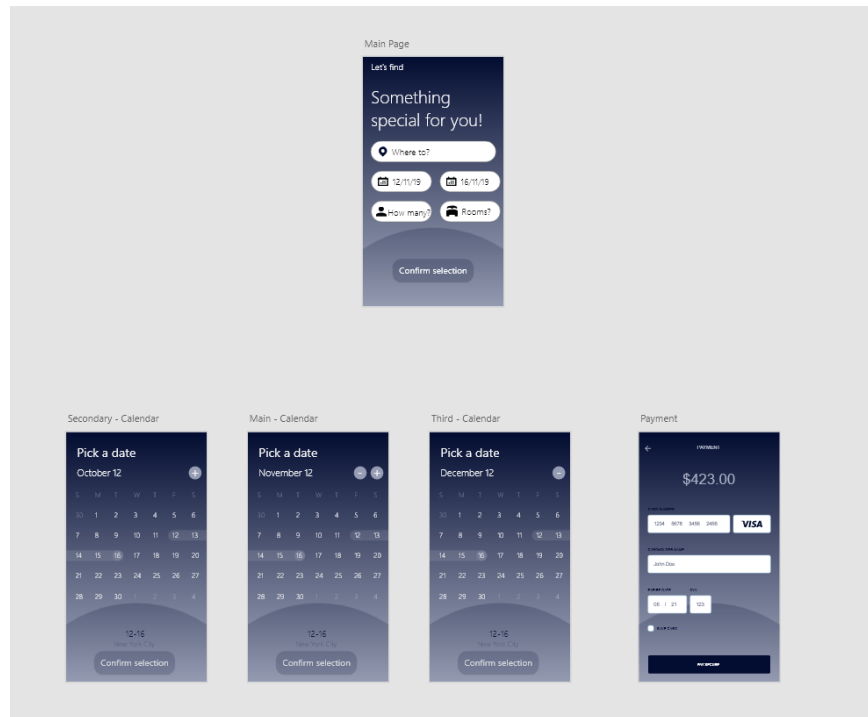 Main Page
Let's find
Something
special for you!
Where to?
12/11/19 16/11/19
How many? Rooms?
Confirm selection
Secondary - Calendar
Pick a date
October 12 +
S M T W T F S
30 1 2 3 4 5 6
7 8 9 10 11 12 13
14 15 16 17 18 19 20
21 22 23 24 25 26 27
28 29 30 1 2 3 4
12-16
New York City
Confirm selection
Main - Calendar
Pick a date
November 12 - +
S M T W T F S
30 1 2 3 4 5 6
7 8 9 10 11 12 13
14 15 16 17 18 19 20
21 22 23 24 25 26 27
28 29 30 1 2 3 4
12-16
New York City
Confirm selection
Third - Calendar
Pick a date
December 12 -
S M T W T F S
30 1 2 3 4 5 6
7 8 9 10 11 12 13
14 15 16 17 18 19 20
21 22 23 24 25 26 27
28 29 30 1 2 3 4
12-16
New York City
Confirm selection
Payment
PAYMENT
$423.00
1234 5678 3456 2456 VISA
John Doe
05 / 21 123